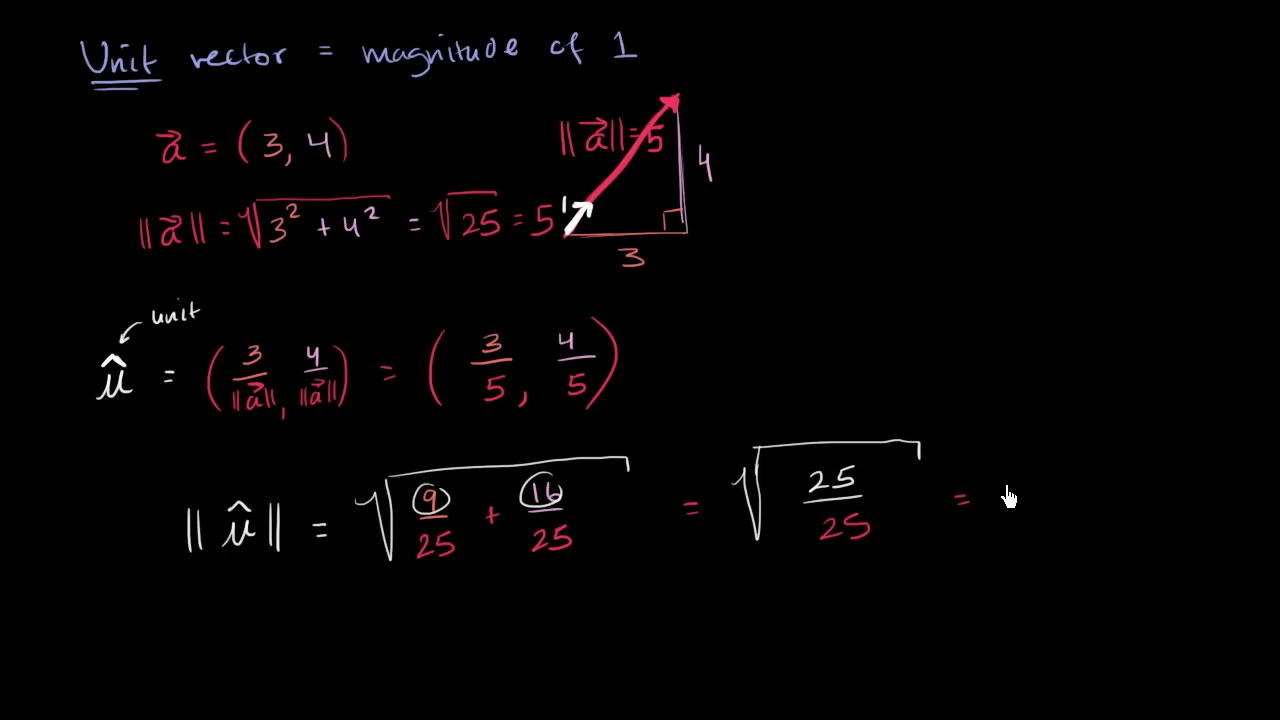 Unit vector = magnitude of 1
a⃗ = (3, 4)
||a⃗|| = 5
4
||a⃗|| = √(3² + 4²) = √25 = 5
1
3
unit
û = (3/||a⃗||, 4/||a⃗||) = (3/5, 4/5)
||û|| = √(9/25 + 16/25) = √(25/25) =